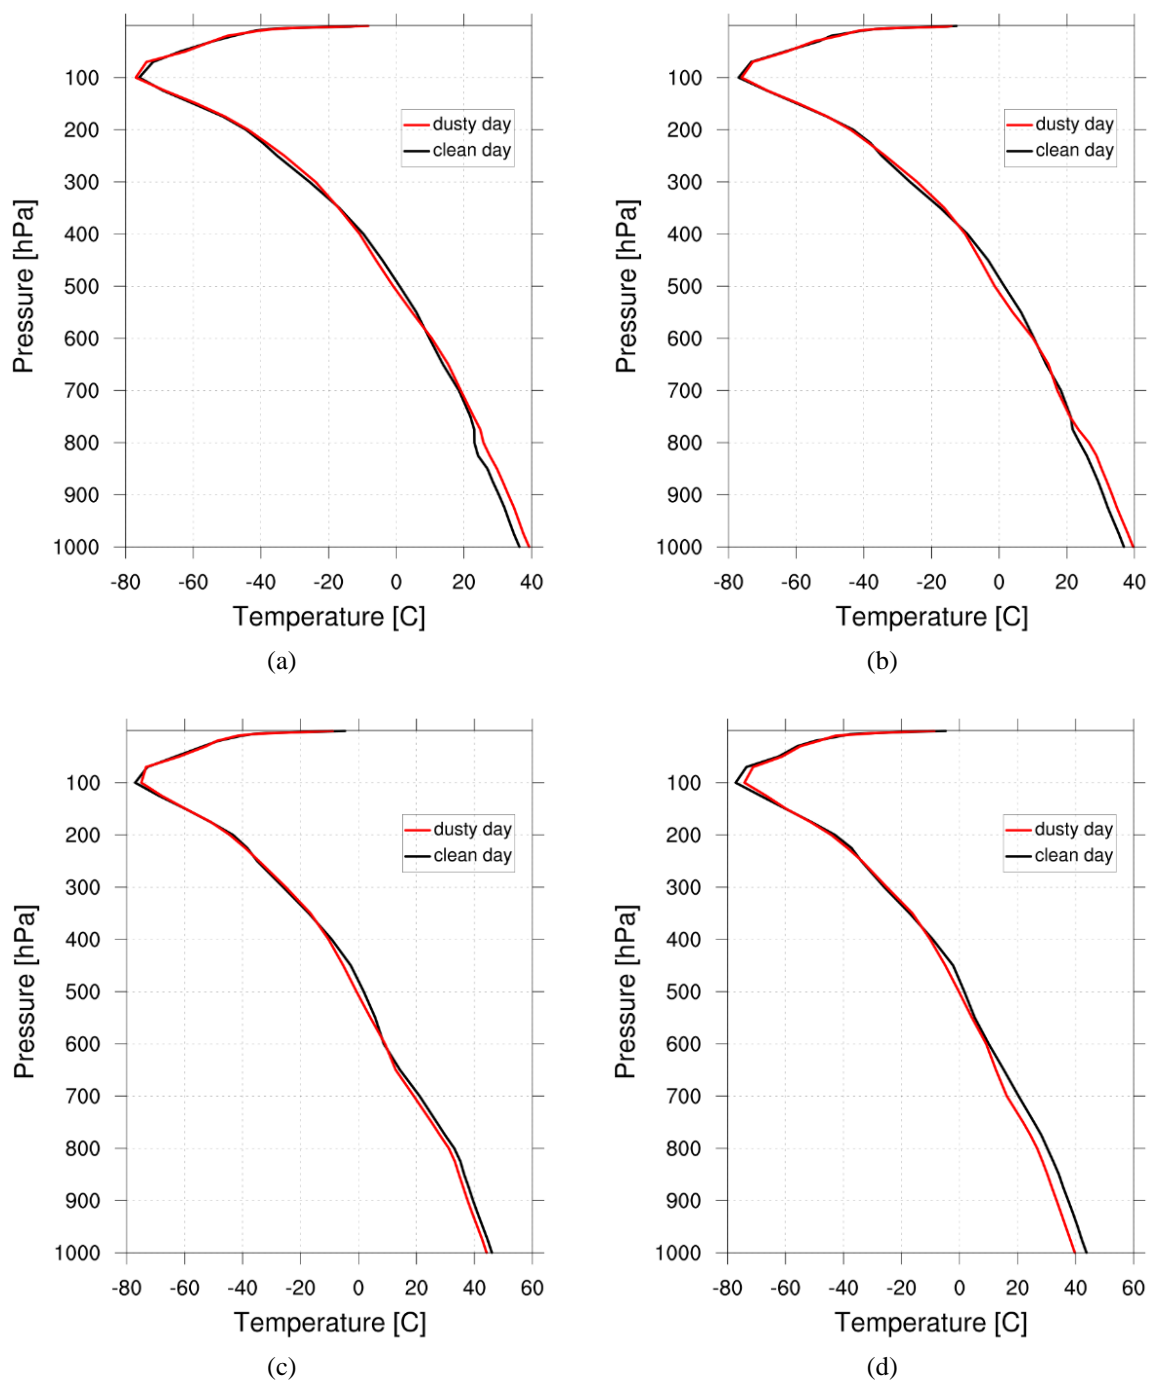 100
200
300
400
500
600
700
800
900
1000
Pressure [hPa]
dusty day
clean day
-80 -60 -40 -20 0 20 40
Temperature [C]
(a)
100
200
300
400
500
600
700
800
900
1000
Pressure [hPa]
dusty day
clean day
-80 -60 -40 -20 0 20 40
Temperature [C]
(b)
100
200
300
400
500
600
700
800
900
1000
Pressure [hPa]
dusty day
clean day
-80 -60 -40 -20 0 20 40 60
Temperature [C]
(c)
100
200
300
400
500
600
700
800
900
1000
Pressure [hPa]
dusty day
clean day
-80 -60 -40 -20 0 20 40 60
Temperature [C]
(d)